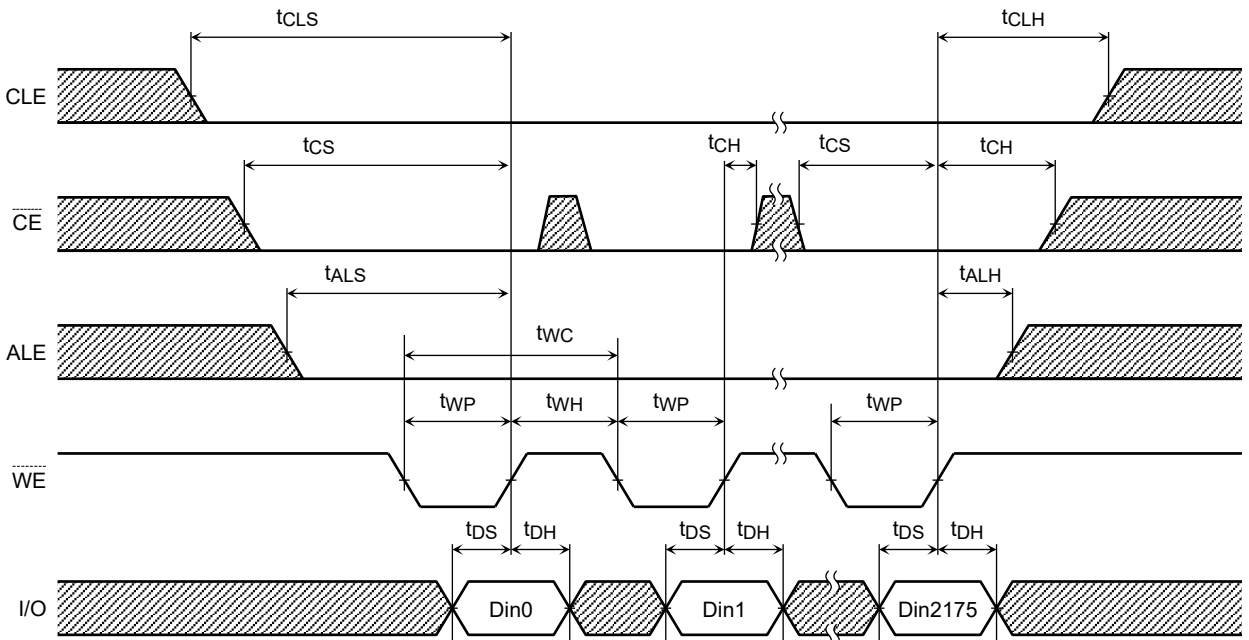 tCLS
tCLH
CLE
tCS
tCH
tCS
tCH
CE
tALS
tALH
ALE
tWC
tWP
tWH
tWP
tWP
WE
tDS
tDH
tDS
tDH
tDS
tDH
I/O
Din0
Din1
Din2175